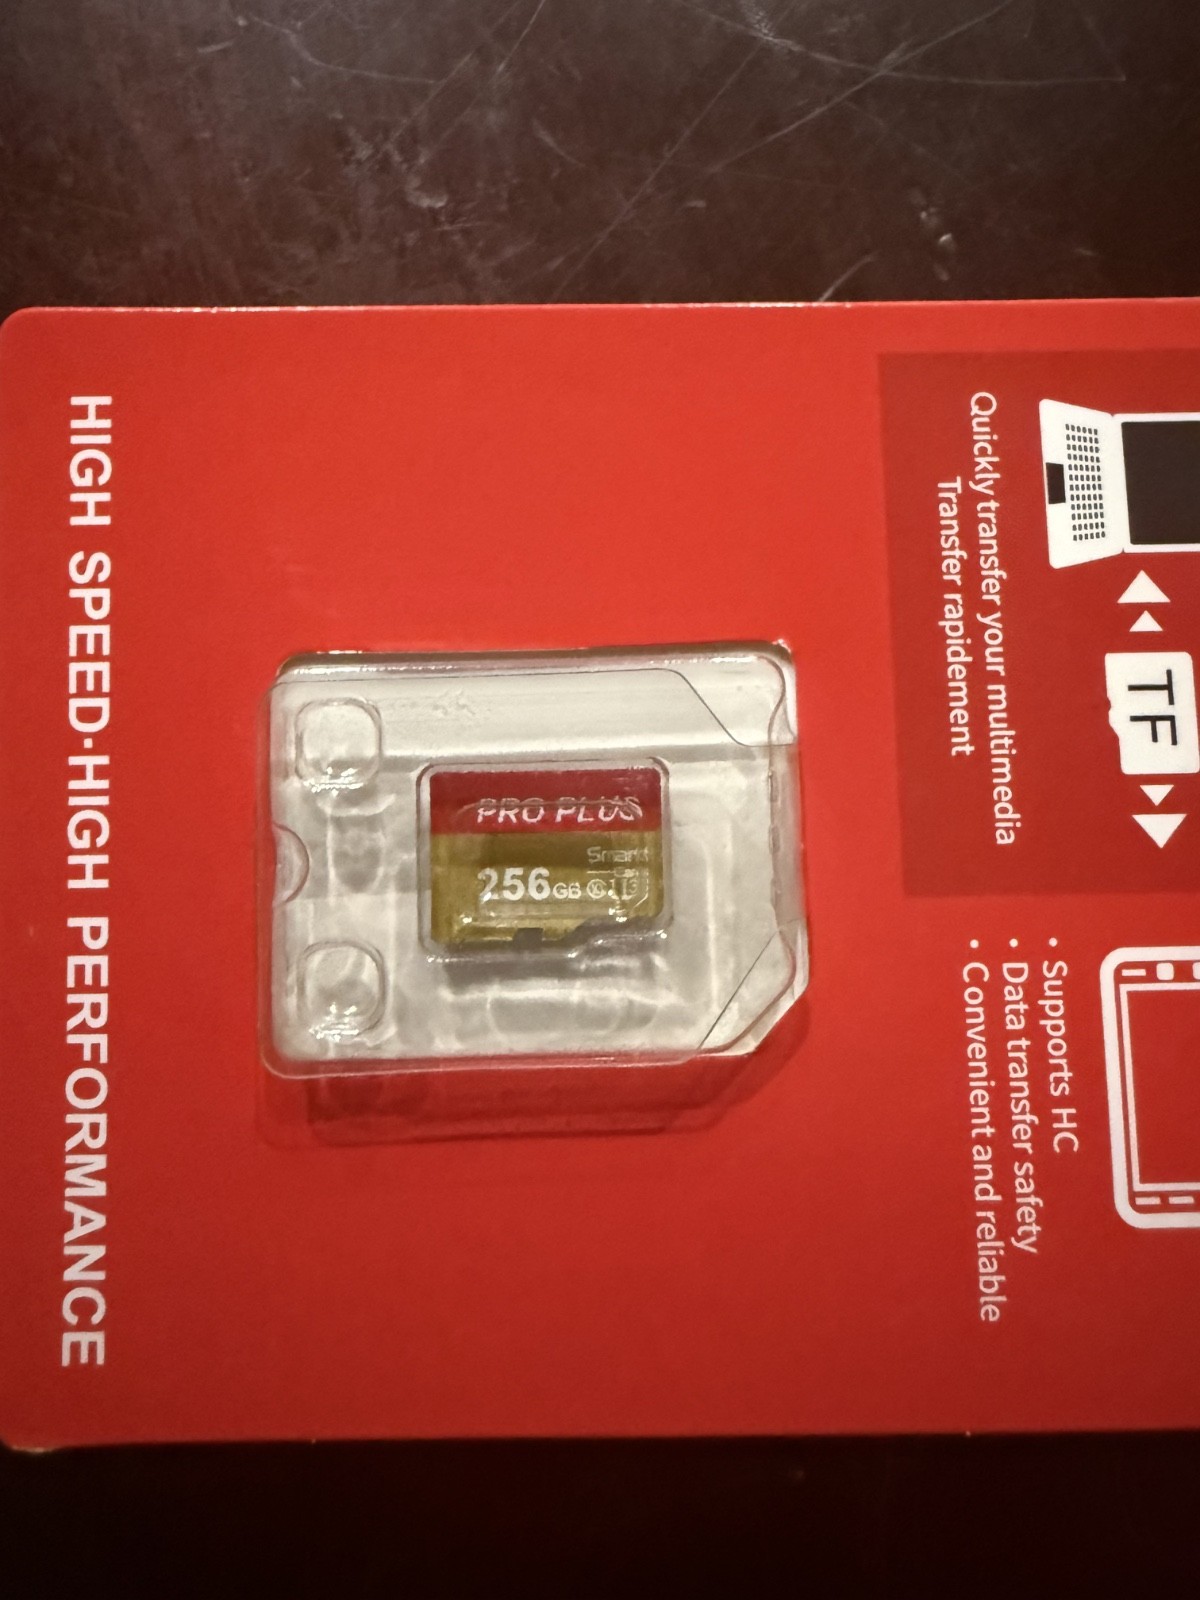 TF
Quickly transfer your multimedia
Transfer rapidement
• Supports HC
• Data transfer safety
• Convenient and reliable
PRO PLUS
Smart
256GB
HIGH SPEED·HIGH PERFORMANCE